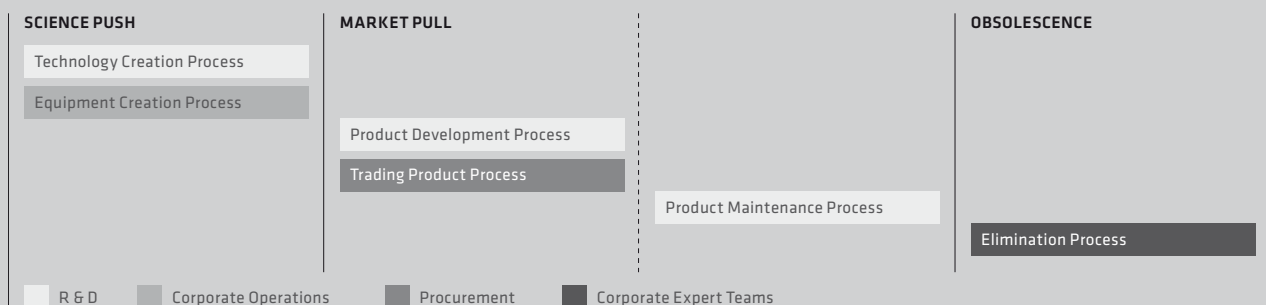 SCIENCE PUSH
MARKET PULL
OBSOLESCENCE
Technology Creation Process
Equipment Creation Process
Product Development Process
Trading Product Process
Product Maintenance Process
Elimination Process
R & D
Corporate Operations
Procurement
Corporate Expert Teams